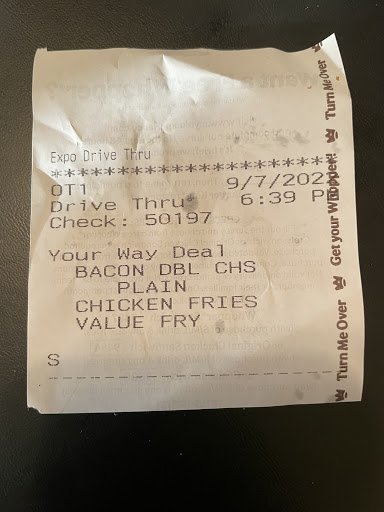 Expo Drive Thru
************************
OT1 9/7/202
Drive Thru 6:39 P
Check: 50197
Your Way Deal
BACON DBL CHS
PLAIN
CHICKEN FRIES
VALUE FRY
S
Turn Me Over Get your Whopper! Turn Me Over